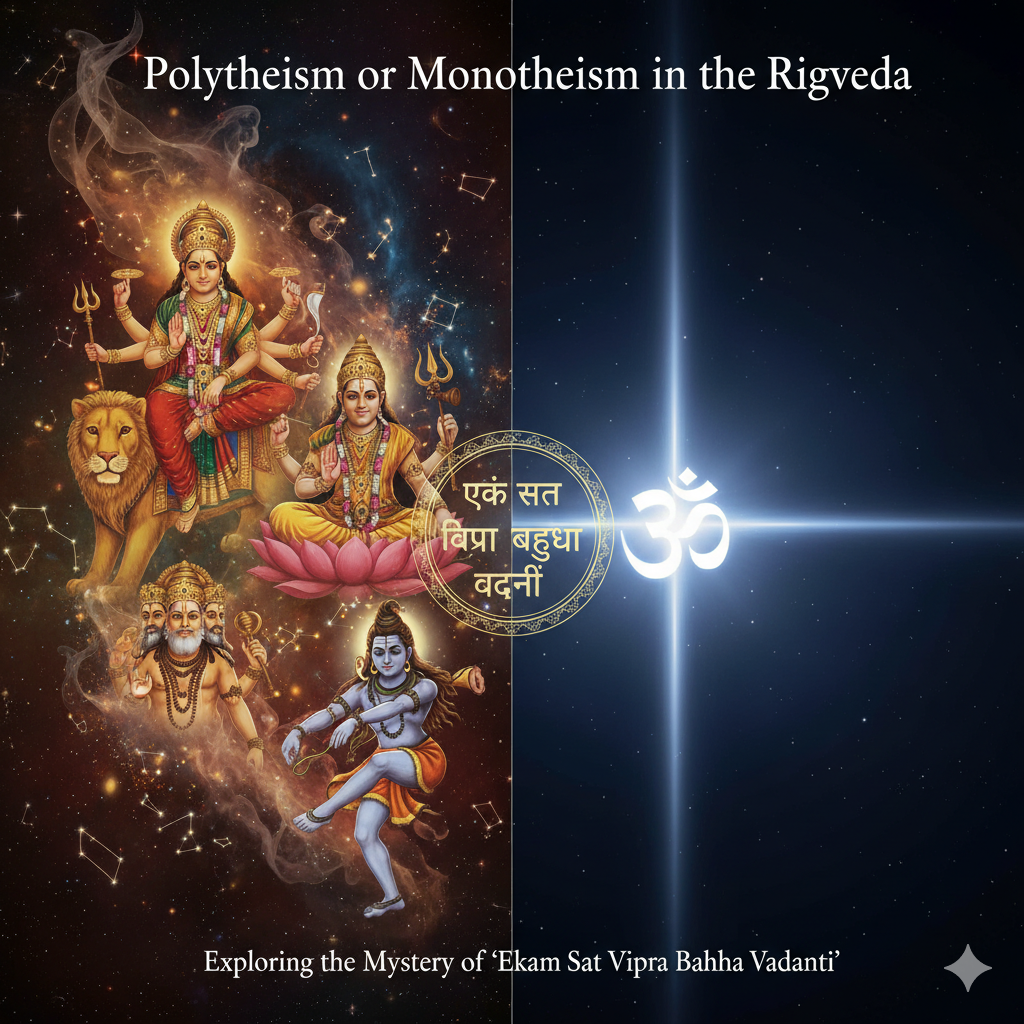 Polytheism or Monotheism in the Rigveda
एकं सत
विप्रा बहुधा
वदनीं
ॐ
Exploring the Mystery of ‘Ekam Sat Vipra Bahha Vadanti’